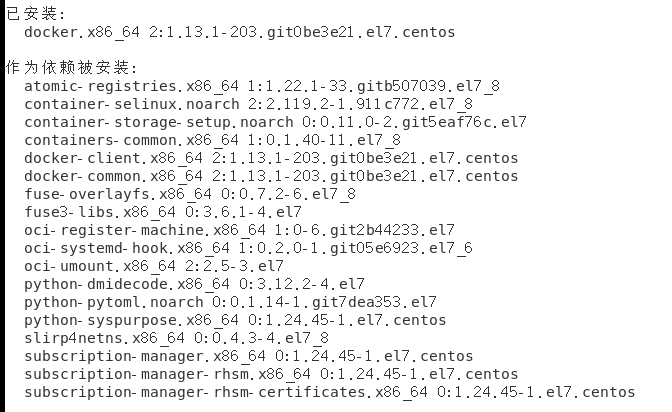 已安装:
docker.x86_64 2:1.13.1-203.git0be3e21.el7.centos
作为依赖被安装:
atomic-registries.x86_64 1:1.22.1-33.gitb507039.el7_8
container-selinux.noarch 2:2.119.2-1.911c772.el7_8
container-storage-setup.noarch 0:0.11.0-2.git5eaf76c.el7
containers-common.x86_64 1:0.1.40-11.el7_8
docker-client.x86_64 2:1.13.1-203.git0be3e21.el7.centos
docker-common.x86_64 2:1.13.1-203.git0be3e21.el7.centos
fuse-overlayfs.x86_64 0:0.7.2-6.el7_8
fuse3-libs.x86_64 0:3.6.1-4.el7
oci-register-machine.x86_64 1:0-6.git2b44233.el7
oci-systemd-hook.x86_64 1:0.2.0-1.git05e6923.el7_6
oci-umount.x86_64 2:2.5-3.el7
python-dmidecode.x86_64 0:3.12.2-4.el7
python-pytoml.noarch 0:0.1.14-1.git7dea353.el7
python-syspurpose.x86_64 0:1.24.45-1.el7.centos
slirp4netns.x86_64 0:0.4.3-4.el7_8
subscription-manager.x86_64 0:1.24.45-1.el7.centos
subscription-manager-rhsm.x86_64 0:1.24.45-1.el7.centos
subscription-manager-rhsm-certificates.x86_64 0:1.24.45-1.el7.centos